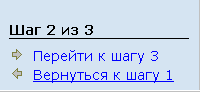 Шаг 2 из 3
Перейти к шагу 3
Вернуться к шагу 1